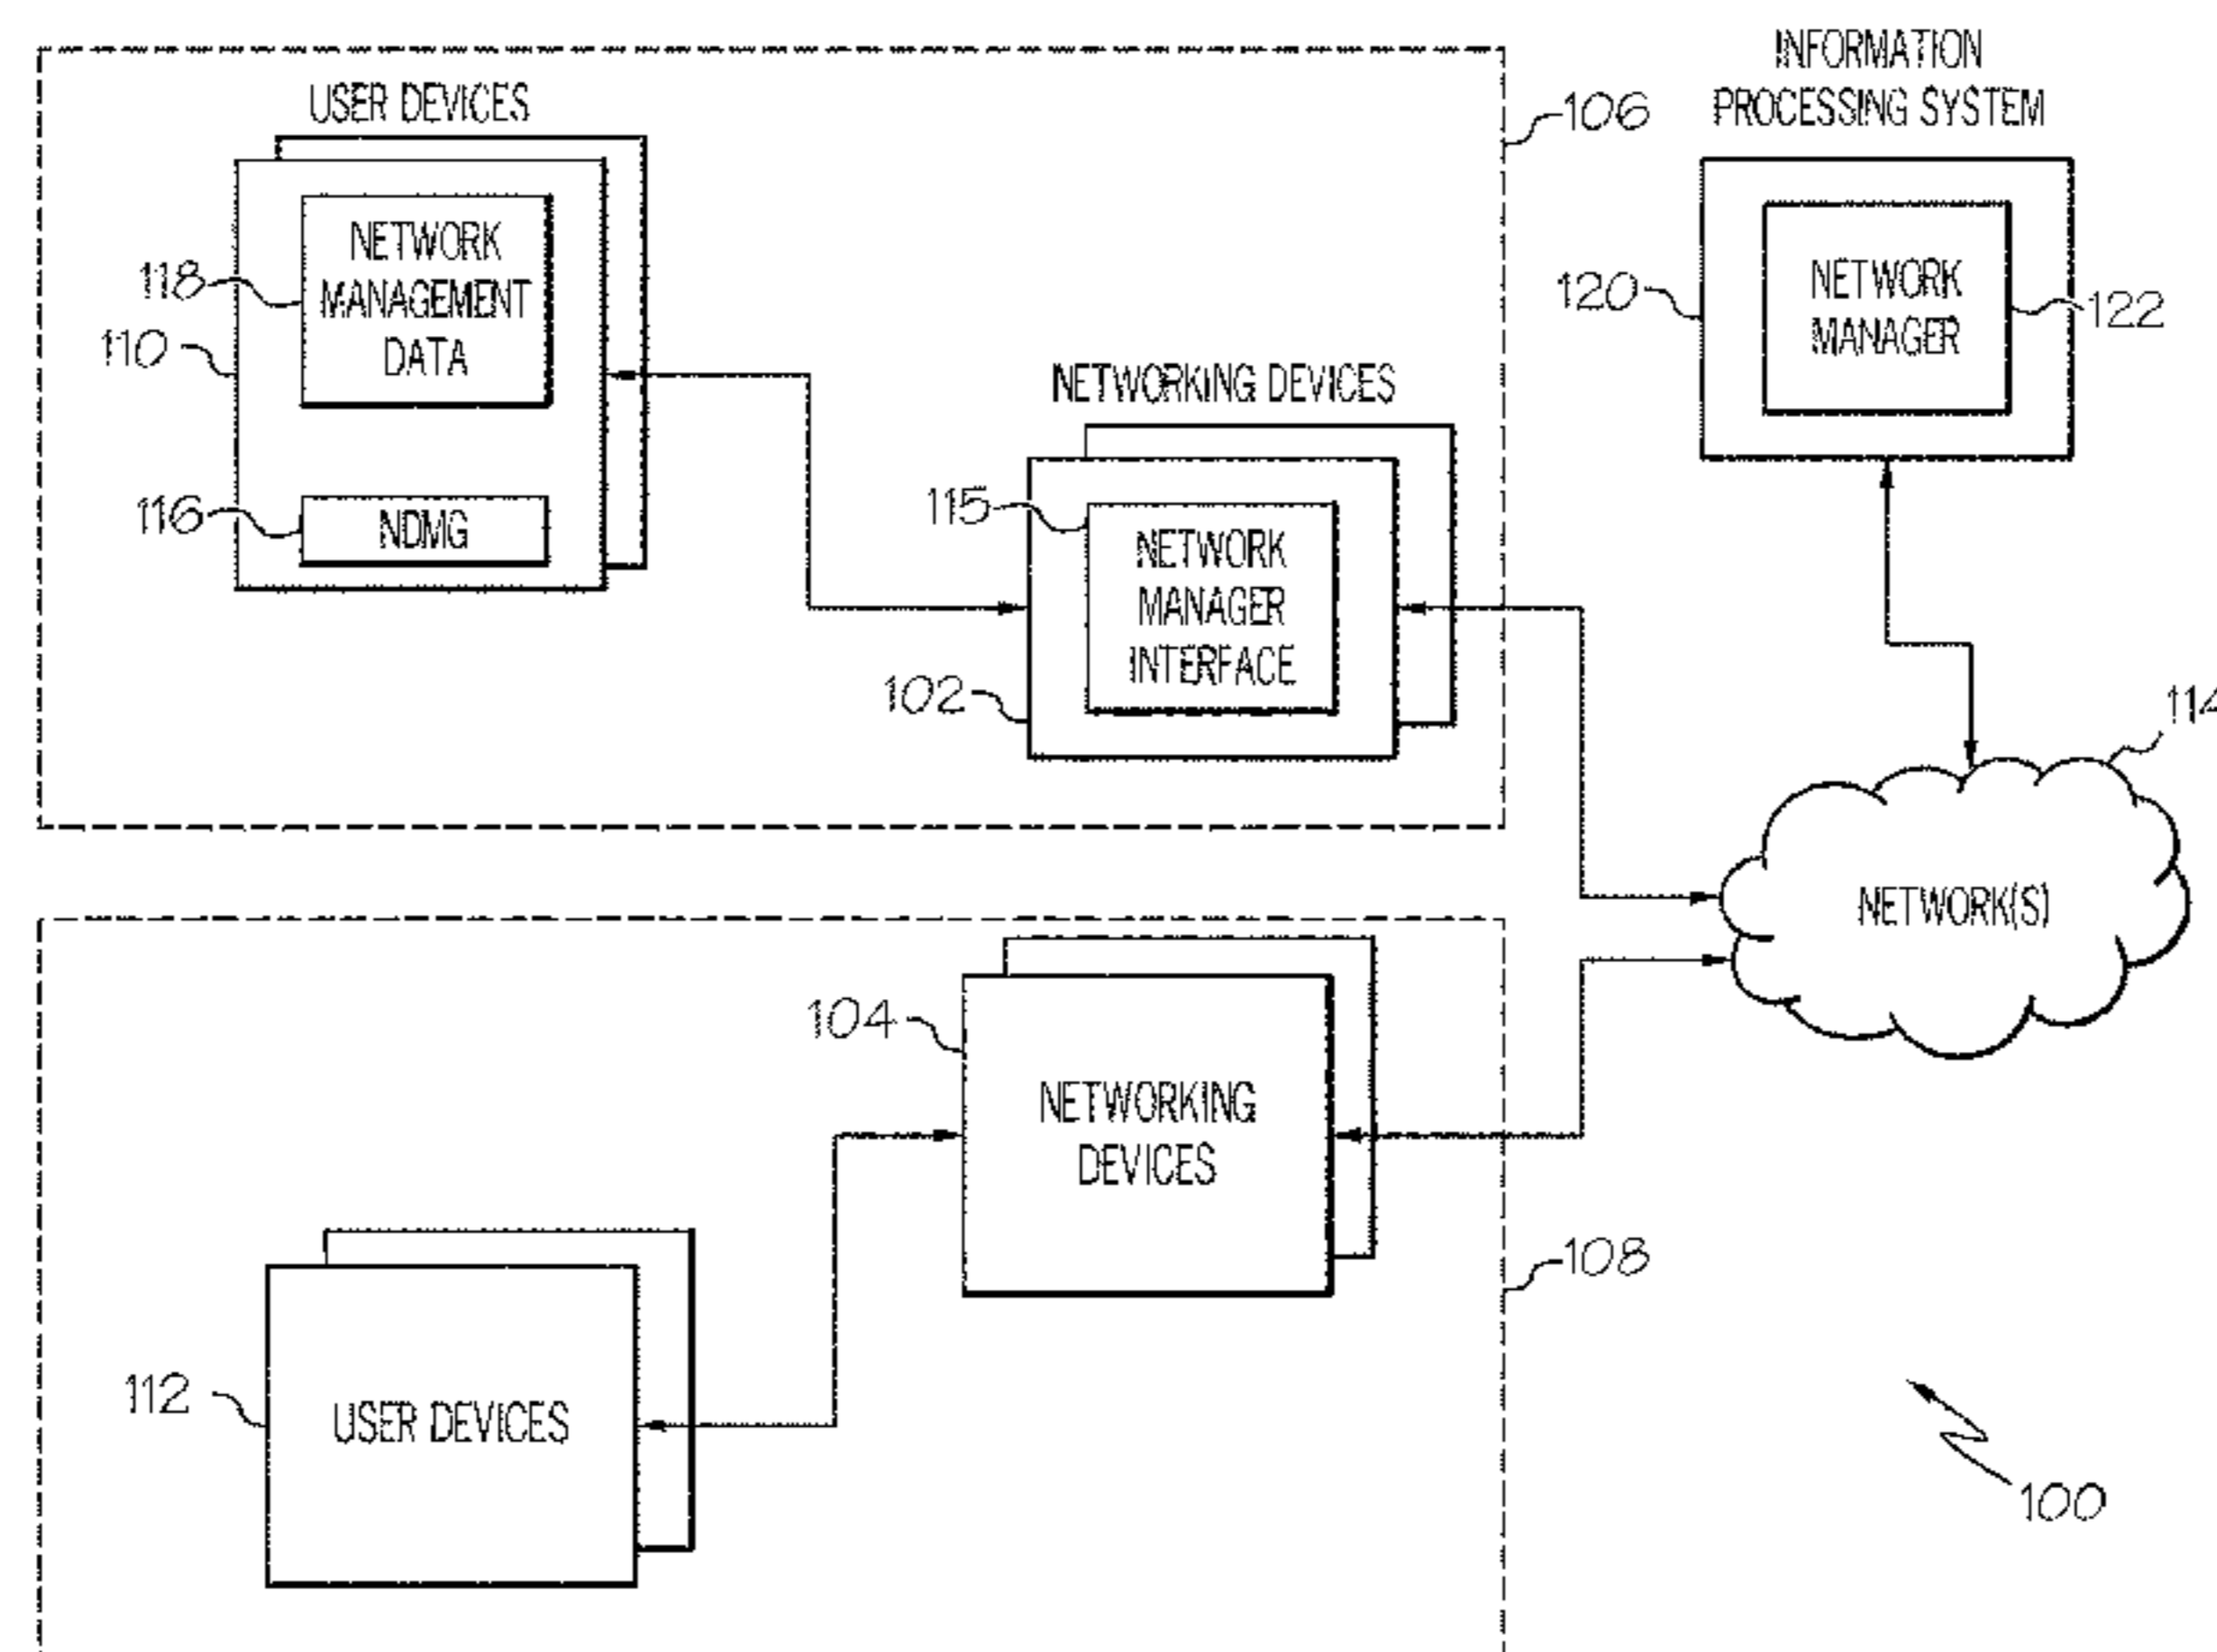 USER DEVICES
106
INFORMATION
PROCESSING SYSTEM
118
NETWORK
MANAGEMENT
DATA
110
116
NDMG
NETWORKING DEVICES
115
NETWORK
MANAGER
INTERFACE
102
120
NETWORK
MANAGER
122
114
NETWORK(S)
104
NETWORKING
DEVICES
108
112
USER DEVICES
100